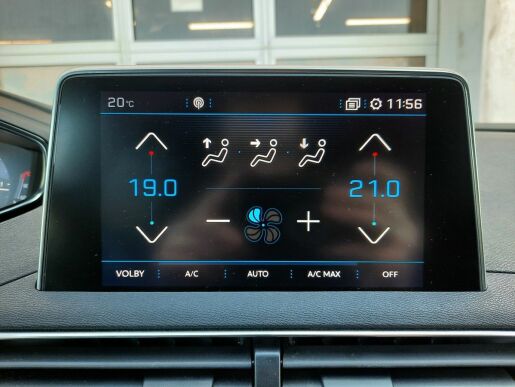 20°C 11:56
19.0 21.0
VOLBY A/C AUTO A/C MAX OFF